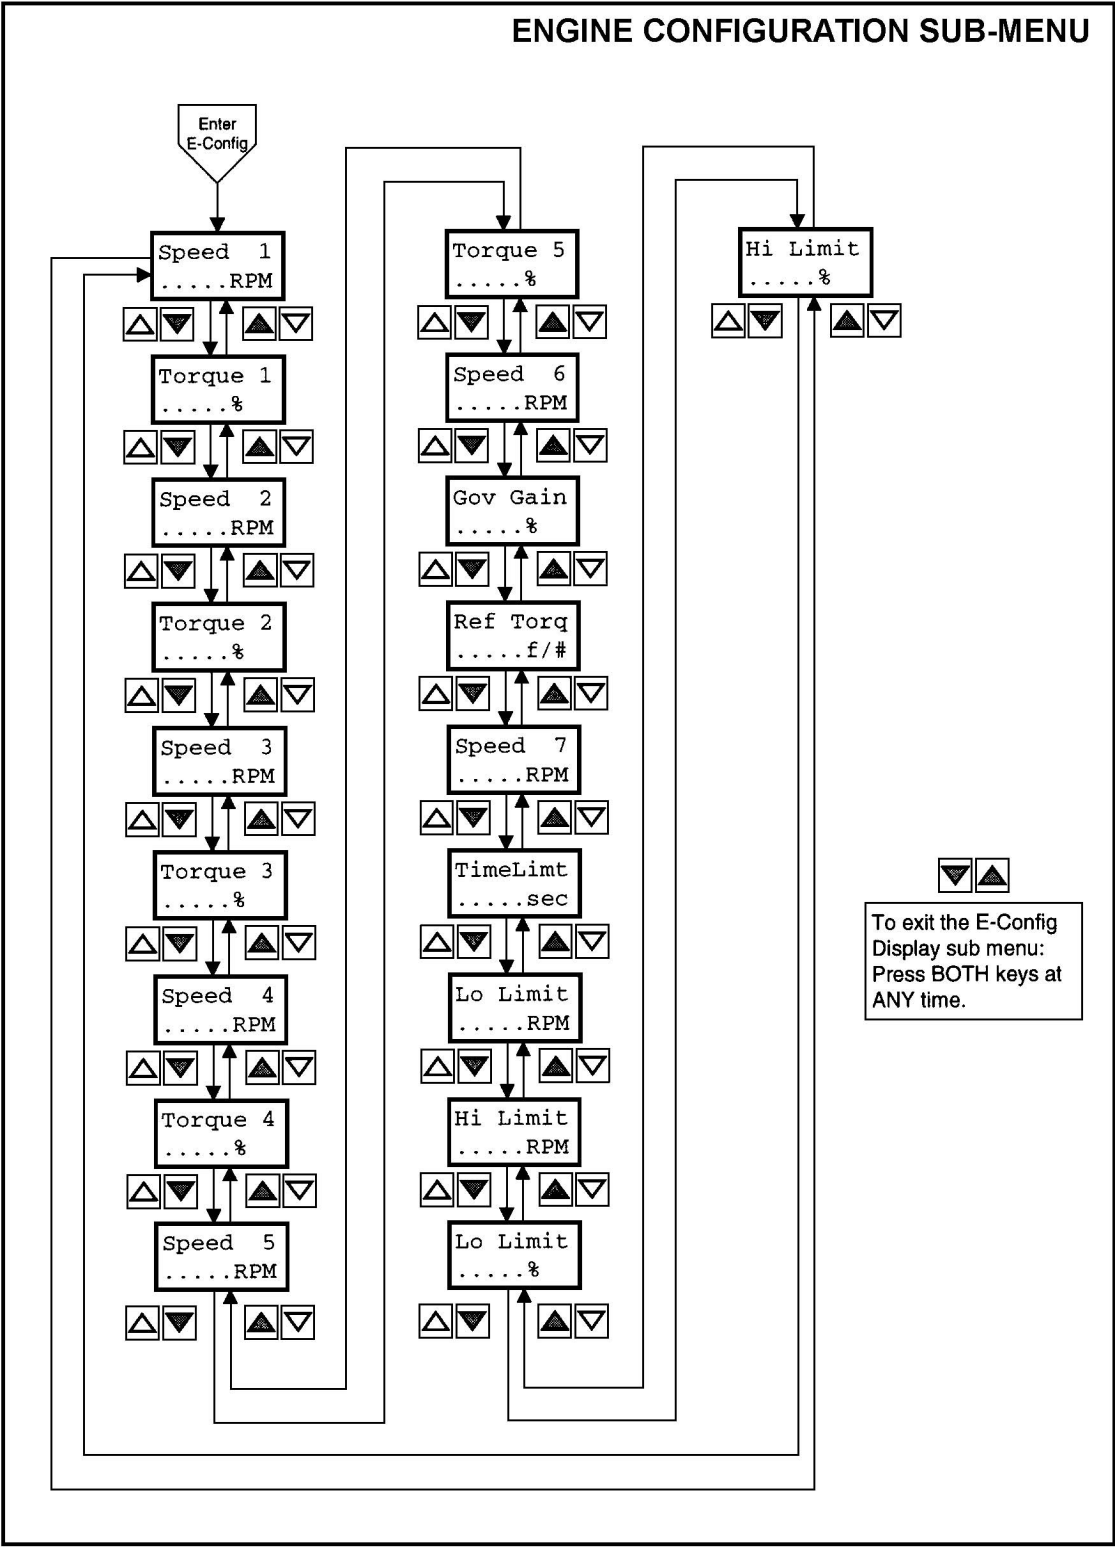 ENGINE CONFIGURATION SUB-MENU
Enter
E-Config
Speed 1
.....RPM
Torque 1
.....%
Speed 2
.....RPM
Torque 2
.....%
Speed 3
.....RPM
Torque 3
.....%
Speed 4
.....RPM
Torque 4
.....%
Speed 5
.....RPM
Torque 5
.....%
Speed 6
.....RPM
Gov Gain
.....%
Ref Torq
.....f/#
Speed 7
.....RPM
TimeLimt
.....sec
Lo Limit
.....RPM
Hi Limit
.....RPM
Lo Limit
.....%
Hi Limit
.....%
To exit the E-Config
Display sub menu:
Press BOTH keys at
ANY time.